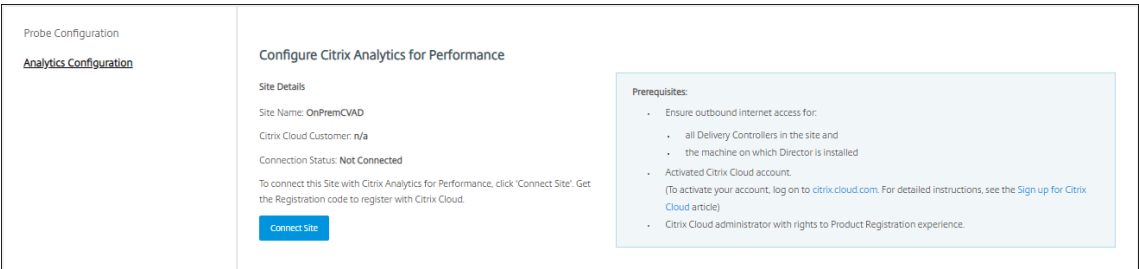 Probe Configuration
Analytics Configuration
Configure Citrix Analytics for Performance
Site Details
Site Name: OnPremCVAD
Citrix Cloud Customer: n/a
Connection Status: Not Connected
To connect this Site with Citrix Analytics for Performance, click 'Connect Site'. Get
the Registration code to register with Citrix Cloud.
Connect Site
Prerequisites:
• Ensure outbound internet access for:
• all Delivery Controllers in the site and
• the machine on which Director is installed
• Activated Citrix Cloud account.
(To activate your account, log on to citrix.cloud.com. For detailed instructions, see the Sign up for Citrix
Cloud article)
• Citrix Cloud administrator with rights to Product Registration experience.